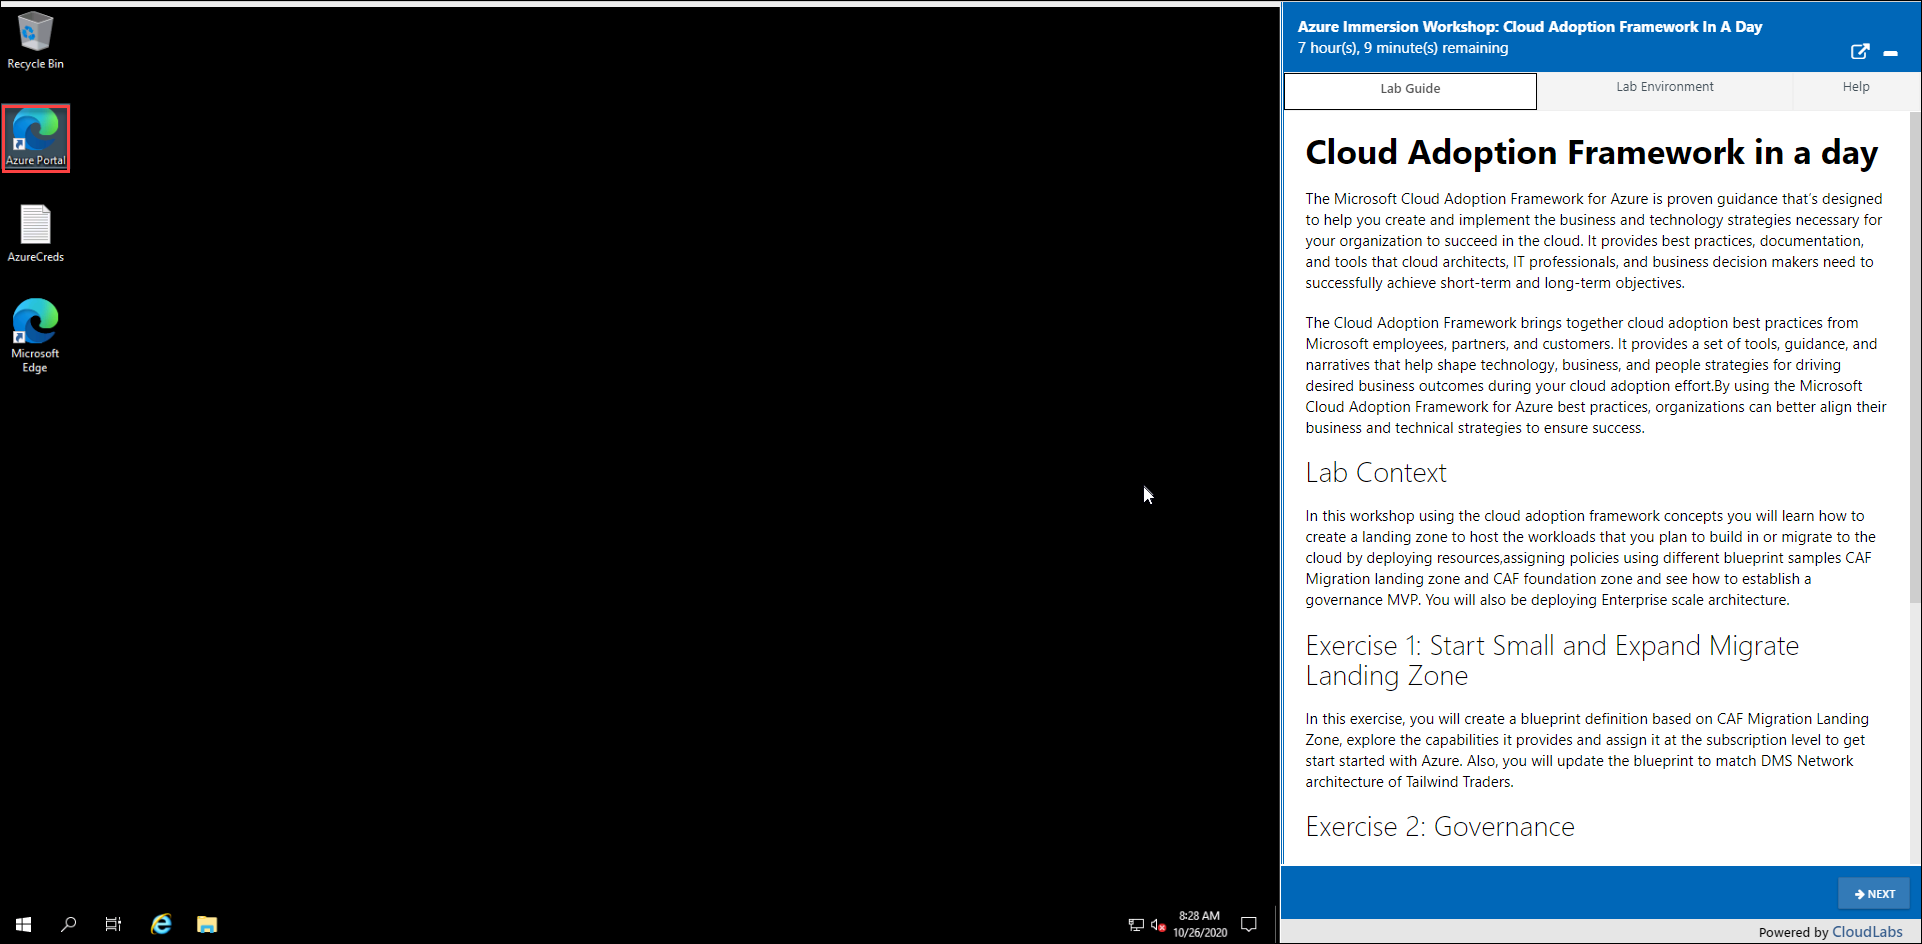 Recycle Bin
Azure Portal
AzureCreds
Microsoft
Edge
8:28 AM
10/26/2020
Azure Immersion Workshop: Cloud Adoption Framework In A Day
7 hour(s), 9 minute(s) remaining
Lab Guide
Lab Environment
Help
Cloud Adoption Framework in a day
The Microsoft Cloud Adoption Framework for Azure is proven guidance that's designed
to help you create and implement the business and technology strategies necessary for
your organization to succeed in the cloud. It provides best practices, documentation,
and tools that cloud architects, IT professionals, and business decision makers need to
successfully achieve short-term and long-term objectives.
The Cloud Adoption Framework brings together cloud adoption best practices from
Microsoft employees, partners, and customers. It provides a set of tools, guidance, and
narratives that help shape technology, business, and people strategies for driving
desired business outcomes during your cloud adoption effort.By using the Microsoft
Cloud Adoption Framework for Azure best practices, organizations can better align their
business and technical strategies to ensure success.
Lab Context
In this workshop using the cloud adoption framework concepts you will learn how to
create a landing zone to host the workloads that you plan to build in or migrate to the
cloud by deploying resources,assigning policies using different blueprint samples CAF
Migration landing zone and CAF foundation zone and see how to establish a
governance MVP. You will also be deploying Enterprise scale architecture.
Exercise 1: Start Small and Expand Migrate
Landing Zone
In this exercise, you will create a blueprint definition based on CAF Migration Landing
Zone, explore the capabilities it provides and assign it at the subscription level to get
start started with Azure. Also, you will update the blueprint to match DMS Network
architecture of Tailwind Traders.
Exercise 2: Governance
NEXT
Powered by CloudLabs